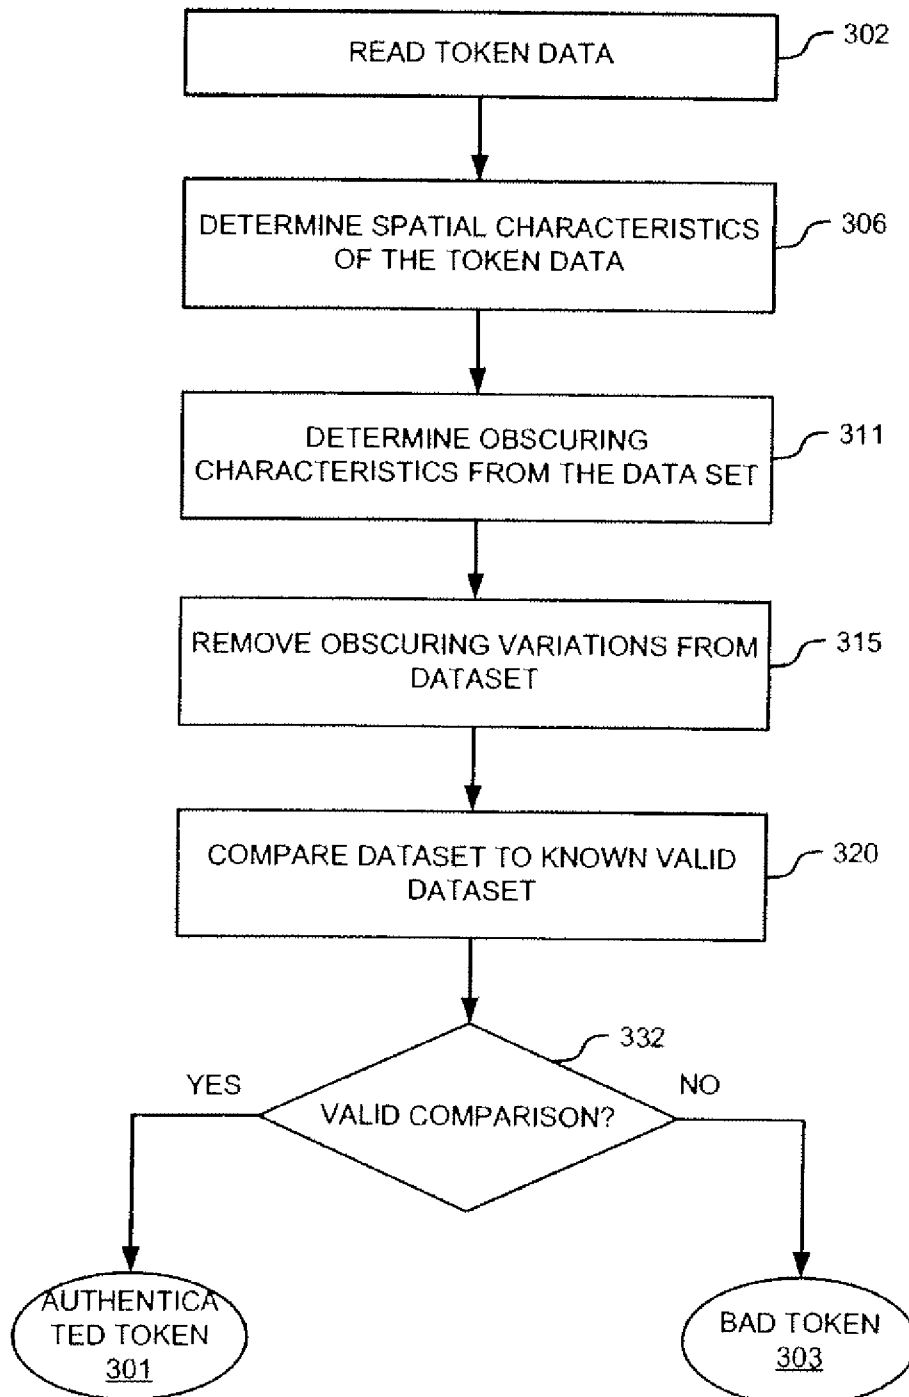 READ TOKEN DATA
302
DETERMINE SPATIAL CHARACTERISTICS
OF THE TOKEN DATA
306
DETERMINE OBSCURING
CHARACTERISTICS FROM THE DATA SET
311
REMOVE OBSCURING VARIATIONS FROM
DATASET
315
COMPARE DATASET TO KNOWN VALID
DATASET
320
332
YES
NO
VALID COMPARISON?
AUTHENTICA
TED TOKEN
301
BAD TOKEN
303